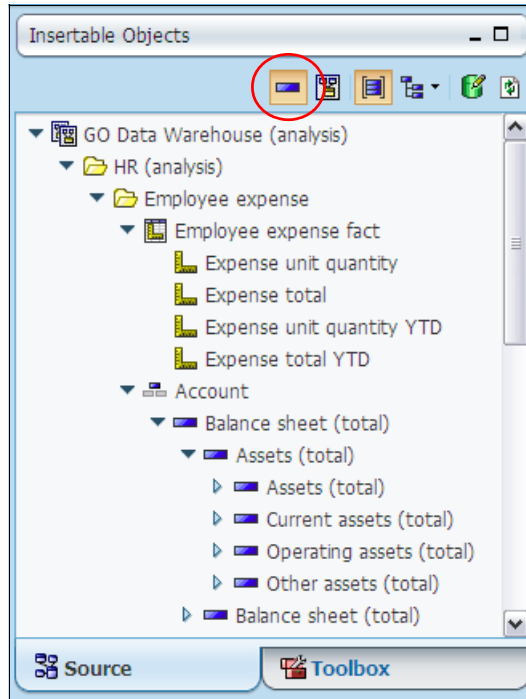 Insertable Objects
GO Data Warehouse (analysis)
HR (analysis)
Employee expense
Employee expense fact
Expense unit quantity
Expense total
Expense unit quantity YTD
Expense total YTD
Account
Balance sheet (total)
Assets (total)
Assets (total)
Current assets (total)
Operating assets (total)
Other assets (total)
Balance sheet (total)
Source
Toolbox